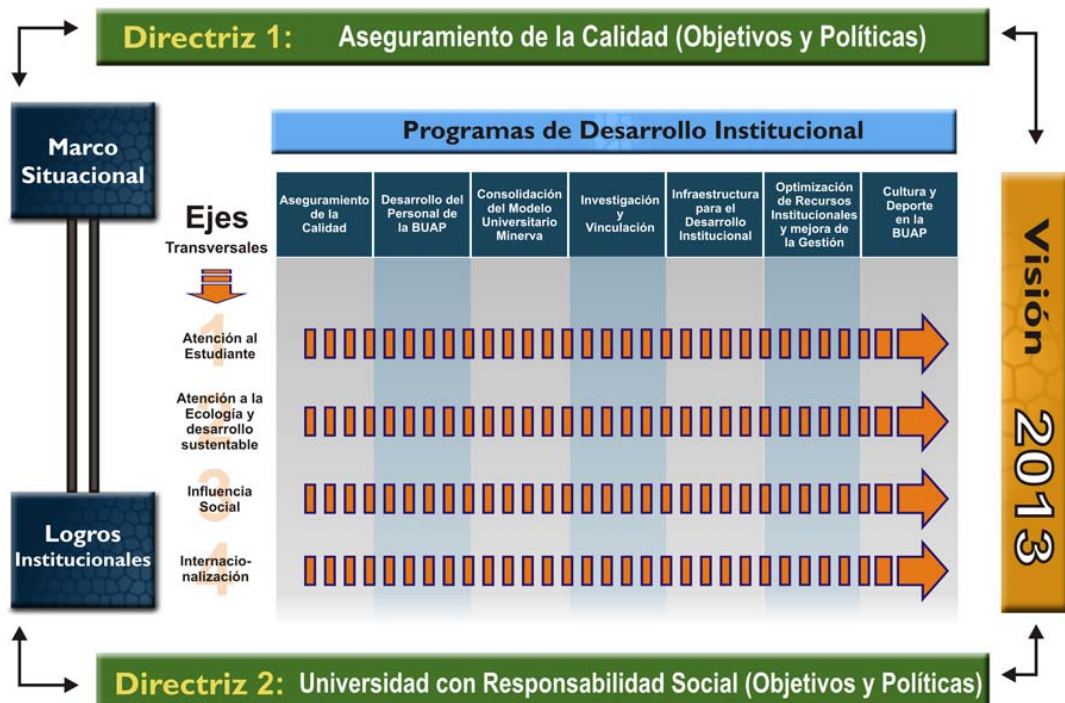 Directriz 1: Aseguramiento de la Calidad (Objetivos y Políticas)
Marco
Situacional
Programas de Desarrollo Institucional
Ejes
Transversales
Aseguramiento
de la
Calidad
Desarrollo del
Personal de
la BUAP
Consolidación
del Modelo
Universitario
Minerva
Investigación
y
Vinculación
Infraestructura
para el
Desarrollo
Institucional
Optimización
de Recursos
Institucionales
y mejora de
la Gestión
Cultura y
Deporte
en la
BUAP
1
Atención al
Estudiante
2
Atención a la
Ecología y
desarrollo
sustentable
3
Influencia
Social
4
Internacio-
nalización
Logros
Institucionales
Visión 2013
Directriz 2: Universidad con Responsabilidad Social (Objetivos y Políticas)